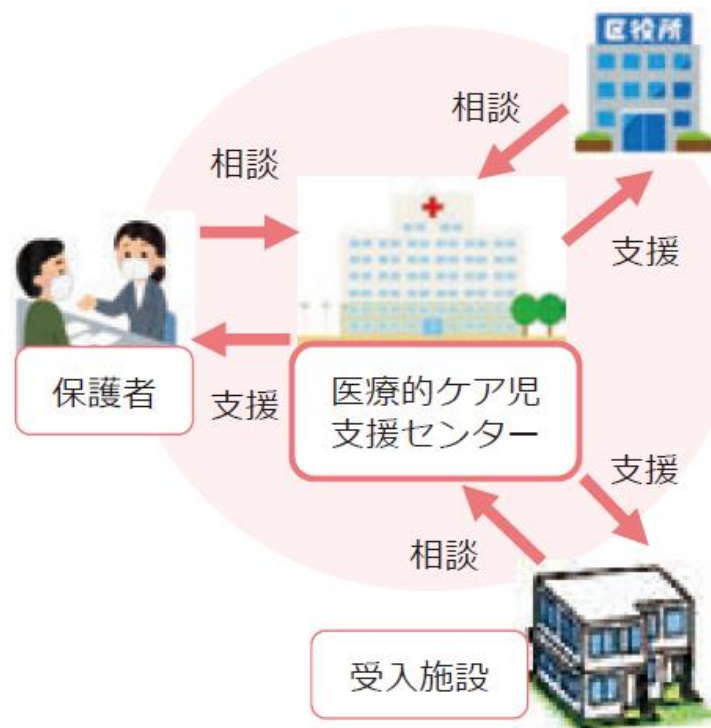 区役所
相談
相談
支援
保護者
支援
医療的ケア児
支援センター
支援
相談
受入施設